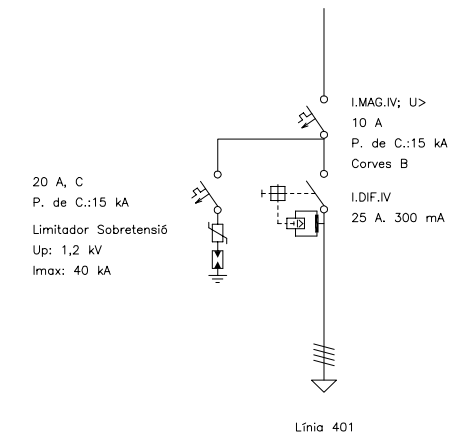 I.MAG.IV; U>
10 A
P. de C.:15 kA
Corves B
20 A, C
P. de C.:15 kA
Limitador Sobretensió
Up: 1,2 kV
Imax: 40 kA
I.DIF.IV
25 A. 300 mA
Línia 401